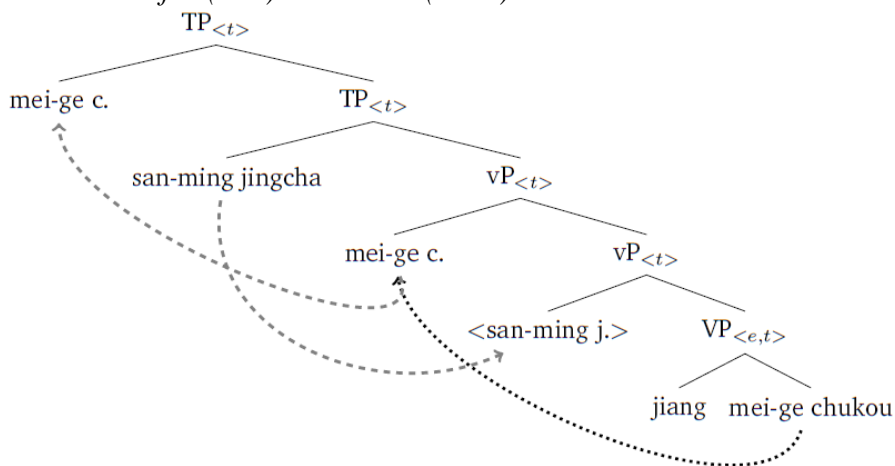 TP<t>
mei-ge c.
TP<t>
san-ming jingcha
vP<t>
mei-ge c.
vP<t>
<san-ming j.>
VP<e,t>
jiang
mei-ge chukou